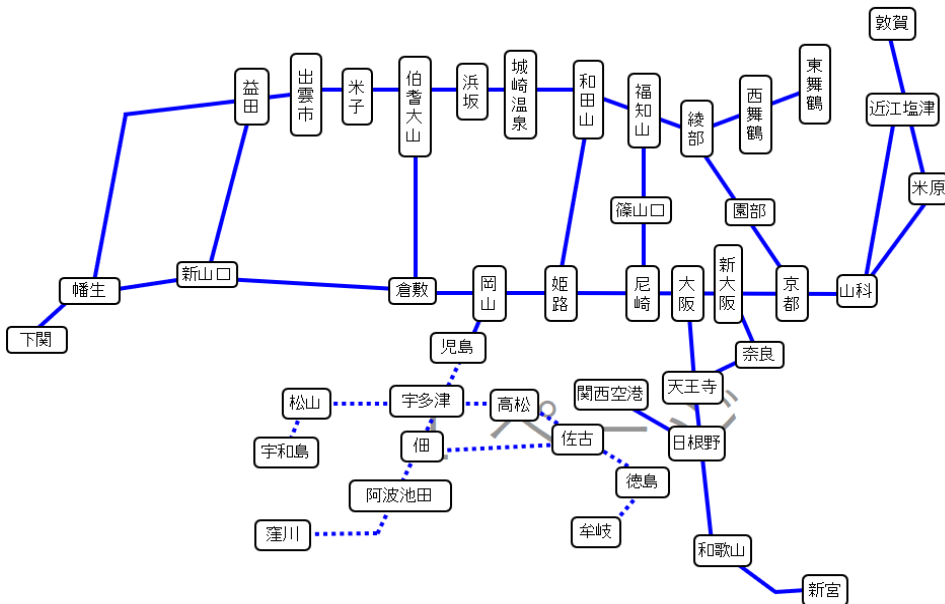 敦賀
東舞鶴
出雲市
城崎温泉
伯耆大山
和田山
益田
米子
浜坂
福知山
西舞鶴
近江塩津
綾部
米原
篠山口
園部
新山口
幡生
倉敷
岡山
姫路
尼崎
大阪
新大阪
京都
山科
下関
児島
奈良
関西空港
天王寺
松山
宇多津
高松
宇和島
佃
佐古
日根野
阿波池田
徳島
窪川
牟岐
和歌山
新宮